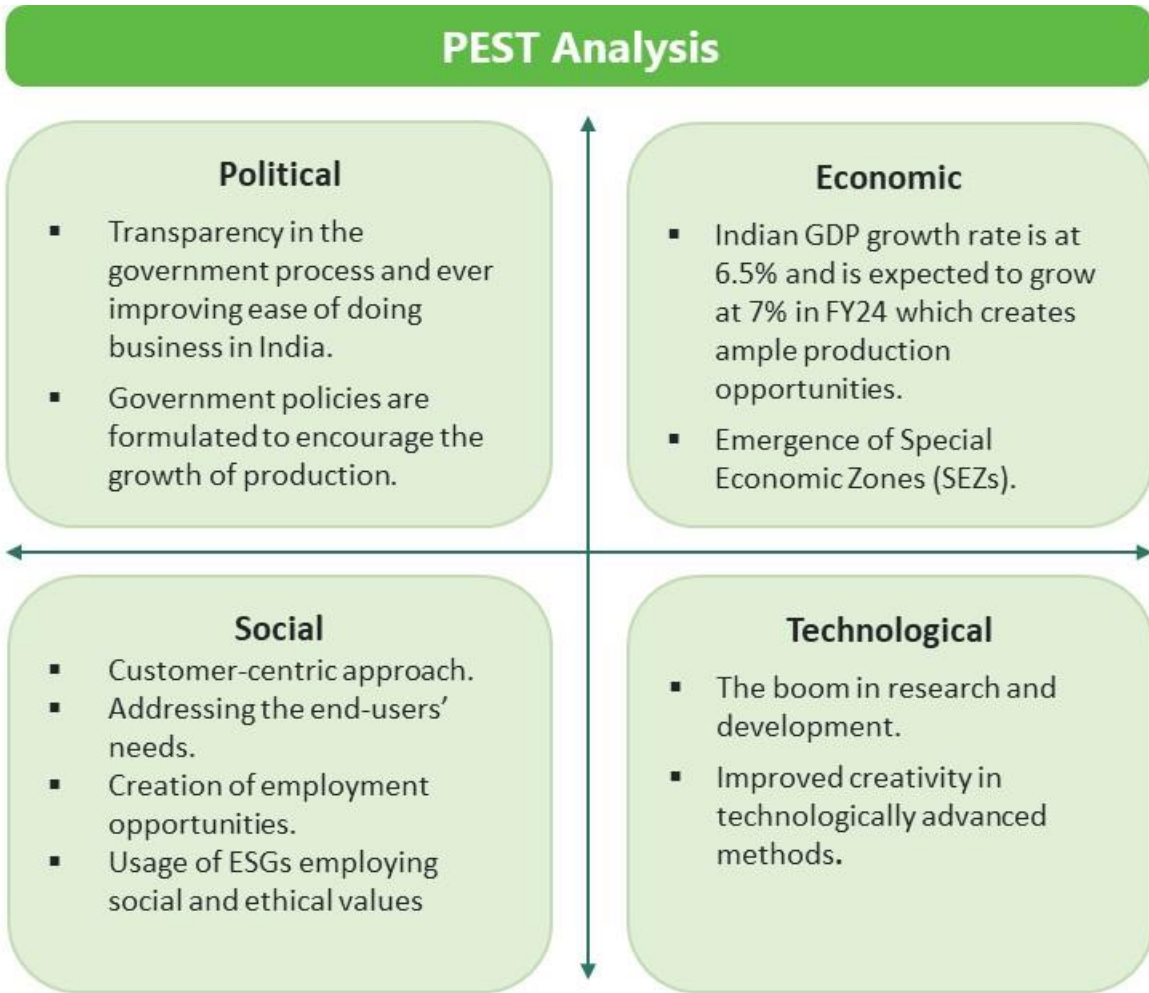 PEST Analysis
Political
▪ Transparency in the
government process and ever
improving ease of doing
business in India.
▪ Government policies are
formulated to encourage the
growth of production.
Economic
▪ Indian GDP growth rate is at
6.5% and is expected to grow
at 7% in FY24 which creates
ample production
opportunities.
▪ Emergence of Special
Economic Zones (SEZs).
Social
▪ Customer-centric approach.
▪ Addressing the end-users’
needs.
▪ Creation of employment
opportunities.
▪ Usage of ESGs employing
social and ethical values
Technological
▪ The boom in research and
development.
▪ Improved creativity in
technologically advanced
methods.